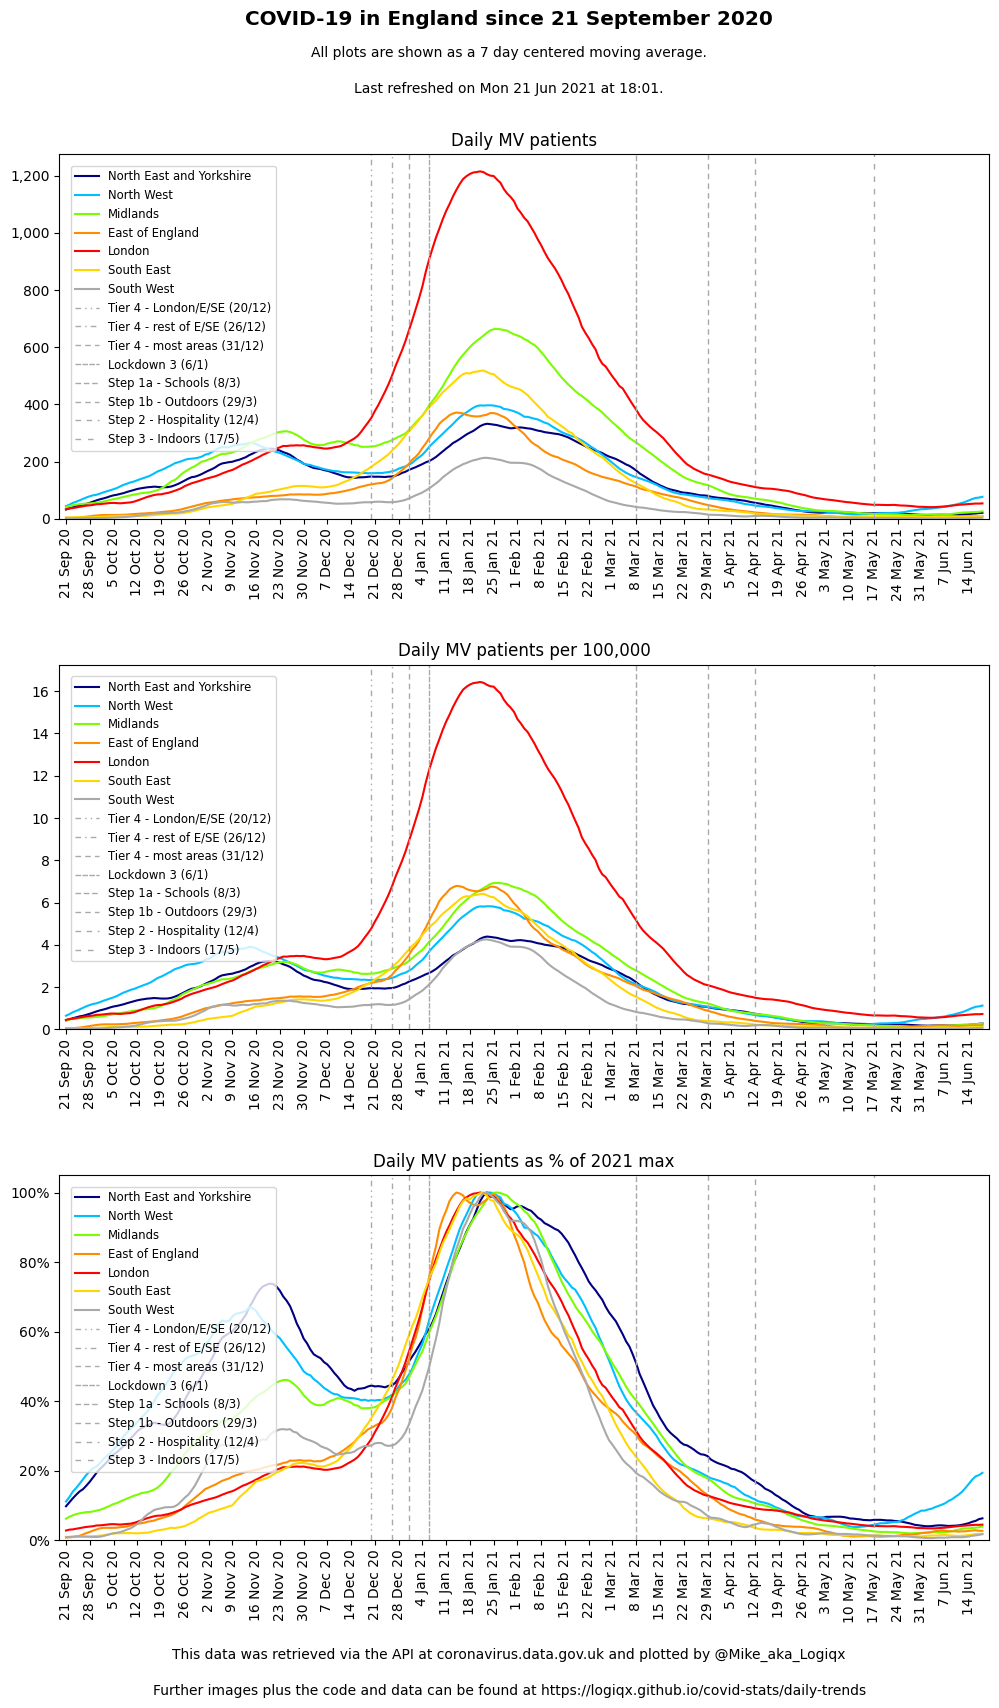 COVID-19 in England since 21 September 2020
All plots are shown as a 7 day centered moving average.
Last refreshed on Mon 21 Jun 2021 at 18:01.
Daily MV patients
1,200
1,000
800
600
400
200
0
North East and Yorkshire
North West
Midlands
East of England
London
South East
South West
Tier 4 - London/E/SE (20/12)
Tier 4 - rest of E/SE (26/12)
Tier 4 - most areas (31/12)
Lockdown 3 (6/1)
Step 1a - Schools (8/3)
Step 1b - Outdoors (29/3)
Step 2 - Hospitality (12/4)
Step 3 - Indoors (17/5)
21 Sep 20
28 Sep 20
5 Oct 20
12 Oct 20
19 Oct 20
26 Oct 20
2 Nov 20
9 Nov 20
16 Nov 20
23 Nov 20
30 Nov 20
7 Dec 20
14 Dec 20
21 Dec 20
28 Dec 20
4 Jan 21
11 Jan 21
18 Jan 21
25 Jan 21
1 Feb 21
8 Feb 21
15 Feb 21
22 Feb 21
1 Mar 21
8 Mar 21
15 Mar 21
22 Mar 21
29 Mar 21
5 Apr 21
12 Apr 21
19 Apr 21
26 Apr 21
3 May 21
10 May 21
17 May 21
24 May 21
31 May 21
7 Jun 21
14 Jun 21
Daily MV patients per 100,000
16
14
12
10
8
6
4
2
0
North East and Yorkshire
North West
Midlands
East of England
London
South East
South West
Tier 4 - London/E/SE (20/12)
Tier 4 - rest of E/SE (26/12)
Tier 4 - most areas (31/12)
Lockdown 3 (6/1)
Step 1a - Schools (8/3)
Step 1b - Outdoors (29/3)
Step 2 - Hospitality (12/4)
Step 3 - Indoors (17/5)
21 Sep 20
28 Sep 20
5 Oct 20
12 Oct 20
19 Oct 20
26 Oct 20
2 Nov 20
9 Nov 20
16 Nov 20
23 Nov 20
30 Nov 20
7 Dec 20
14 Dec 20
21 Dec 20
28 Dec 20
4 Jan 21
11 Jan 21
18 Jan 21
25 Jan 21
1 Feb 21
8 Feb 21
15 Feb 21
22 Feb 21
1 Mar 21
8 Mar 21
15 Mar 21
22 Mar 21
29 Mar 21
5 Apr 21
12 Apr 21
19 Apr 21
26 Apr 21
3 May 21
10 May 21
17 May 21
24 May 21
31 May 21
7 Jun 21
14 Jun 21
Daily MV patients as % of 2021 max
100%
80%
60%
40%
20%
0%
North East and Yorkshire
North West
Midlands
East of England
London
South East
South West
Tier 4 - London/E/SE (20/12)
Tier 4 - rest of E/SE (26/12)
Tier 4 - most areas (31/12)
Lockdown 3 (6/1)
Step 1a - Schools (8/3)
Step 1b - Outdoors (29/3)
Step 2 - Hospitality (12/4)
Step 3 - Indoors (17/5)
21 Sep 20
28 Sep 20
5 Oct 20
12 Oct 20
19 Oct 20
26 Oct 20
2 Nov 20
9 Nov 20
16 Nov 20
23 Nov 20
30 Nov 20
7 Dec 20
14 Dec 20
21 Dec 20
28 Dec 20
4 Jan 21
11 Jan 21
18 Jan 21
25 Jan 21
1 Feb 21
8 Feb 21
15 Feb 21
22 Feb 21
1 Mar 21
8 Mar 21
15 Mar 21
22 Mar 21
29 Mar 21
5 Apr 21
12 Apr 21
19 Apr 21
26 Apr 21
3 May 21
10 May 21
17 May 21
24 May 21
31 May 21
7 Jun 21
14 Jun 21
This data was retrieved via the API at coronavirus.data.gov.uk and plotted by @Mike_aka_Logiqx
Further images plus the code and data can be found at https://logiqx.github.io/covid-stats/daily-trends